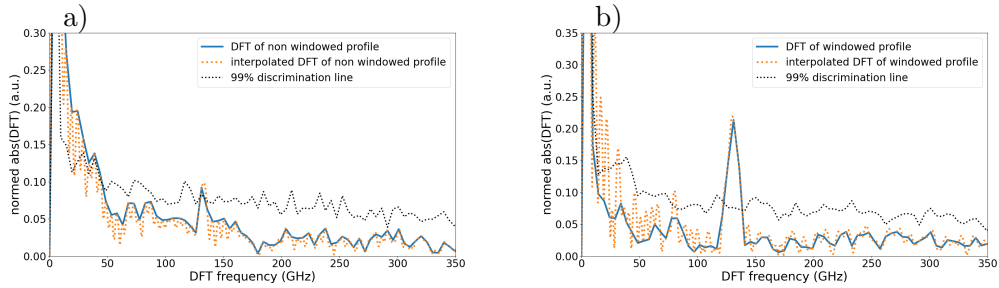 a)
0.30
0.25
0.20
0.15
0.10
0.05
0.00
normed abs(DFT) (a.u.)
DFT of non windowed profile
interpolated DFT of non windowed profile
99% discrimination line
0 50 100 150 200 250 300 350
DFT frequency (GHz)
b)
0.35
0.30
0.25
0.20
0.15
0.10
0.05
0.00
normed abs(DFT) (a.u.)
DFT of windowed profile
interpolated DFT of windowed profile
99% discrimination line
0 50 100 150 200 250 300 350
DFT frequency (GHz)